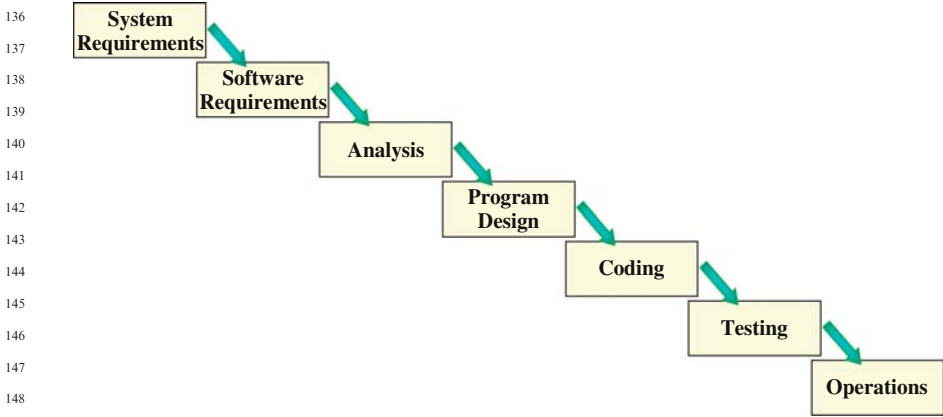 136
System
Requirements
137
138
Software
Requirements
139
140
Analysis
141
142
Program
Design
143
144
Coding
145
146
Testing
147
148
Operations